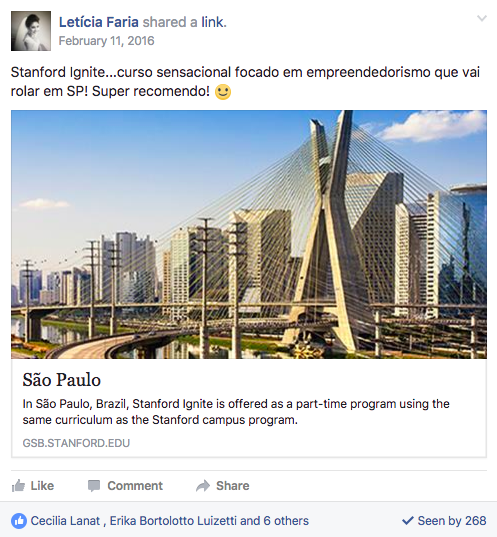 Letícia Faria shared a link.
February 11, 2016
Stanford Ignite...curso sensacional focado em empreendedorismo que vai
rolar em SP! Super recomendo!
São Paulo
In São Paulo, Brazil, Stanford Ignite is offered as a part-time program using the
same curriculum as the Stanford campus program.
GSB.STANFORD.EDU
Like Comment Share
Cecilia Lanat , Erika Bortolotto Luizetti and 6 others Seen by 268